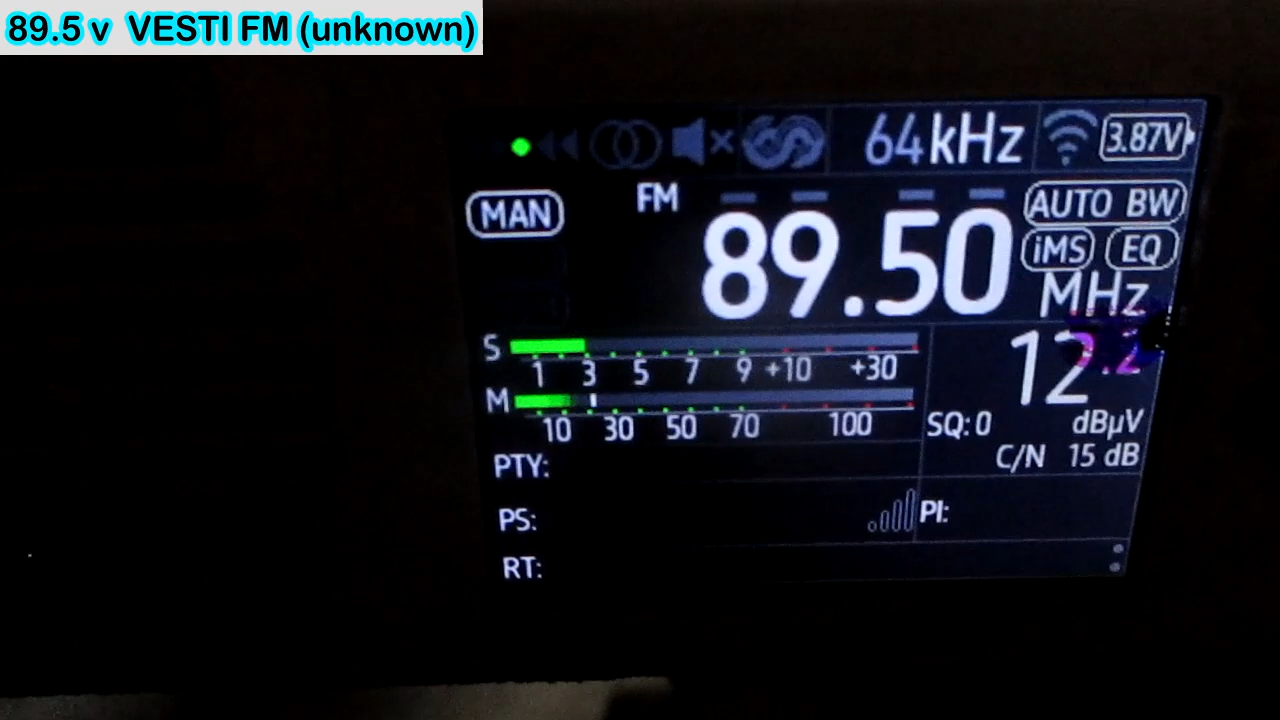 89.5 v VESTI FM (unknown)
64kHz 3.87V
MAN FM AUTO BW
89.50 iMS EQ
MHz
S
1 3 5 7 9 +10 +30
12
M
10 30 50 70 100
SQ: 0 dBµV
C/N 15 dB
PTY:
PS: PI:
RT: